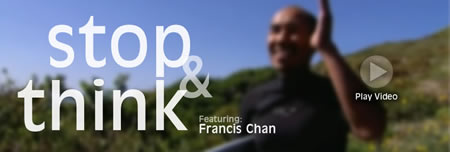 stop
&
think
Featuring:
Francis Chan
Play Video